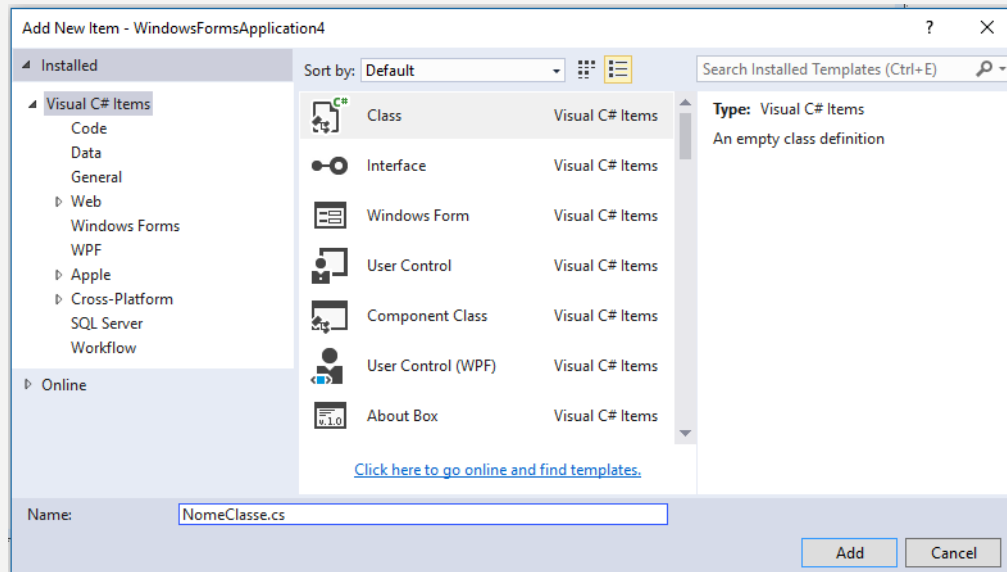 Add New Item - WindowsFormsApplication4
?
Installed
Sort by: Default
Search Installed Templates (Ctrl+E)
Visual C# Items
Code
Data
General
Web
Windows Forms
WPF
Apple
Cross-Platform
SQL Server
Workflow
Online
C#
Class Visual C# Items
Interface Visual C# Items
Windows Form Visual C# Items
User Control Visual C# Items
Component Class Visual C# Items
User Control (WPF) Visual C# Items
v.1.0
About Box Visual C# Items
Click here to go online and find templates.
Type: Visual C# Items
An empty class definition
Name: NomeClasse.cs
Add Cancel